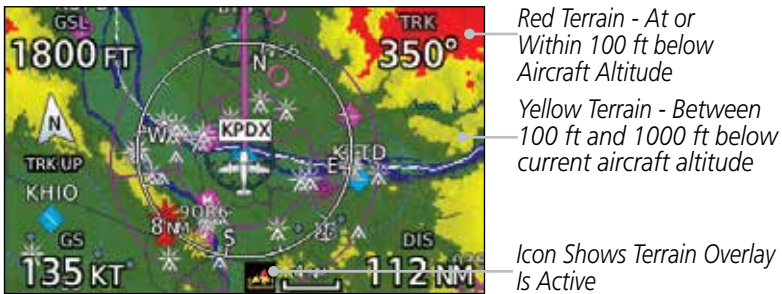 GSL
1800 FT
TRK
350°
N
N
TRK UP
W
KPDX
E
KHIO
8 NM
S
GS
135 KT
DIS
112 NM
Red Terrain - At or
Within 100 ft below
Aircraft Altitude
Yellow Terrain - Between
100 ft and 1000 ft below
current aircraft altitude
Icon Shows Terrain Overlay
Is Active